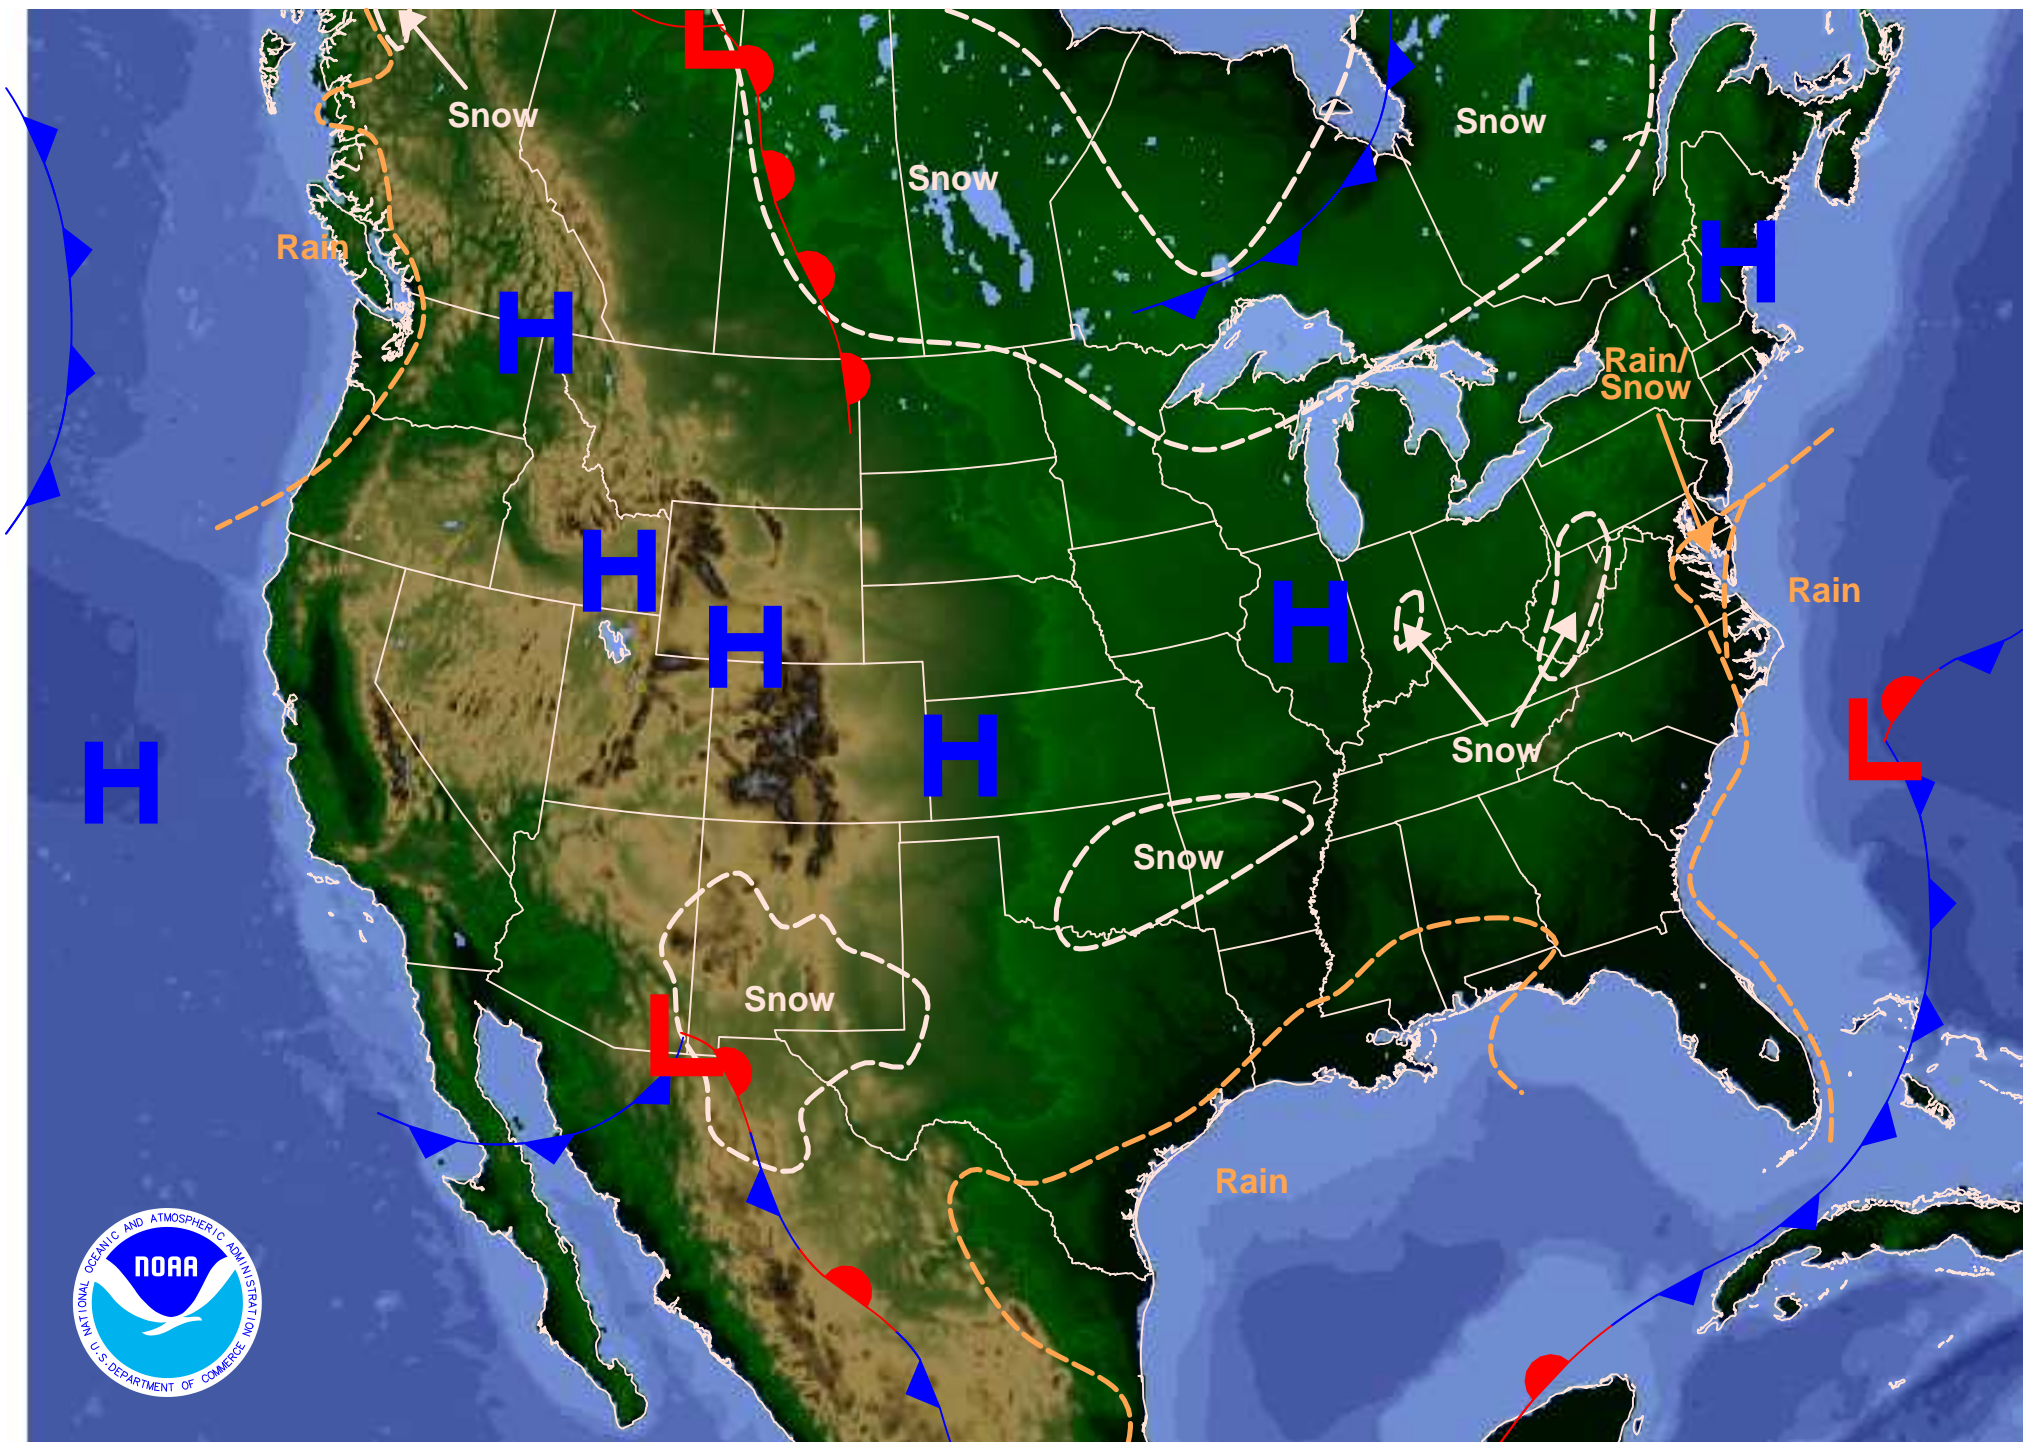 L
Snow
Snow
Snow
Rain
H
H
Rain/
Snow
H
H
H
H
Rain
H
H
L
Snow
Snow
Snow
L
Rain
NATIONAL OCEANIC AND ATMOSPHERIC ADMINISTRATION
NOAA
U.S. DEPARTMENT OF COMMERCE